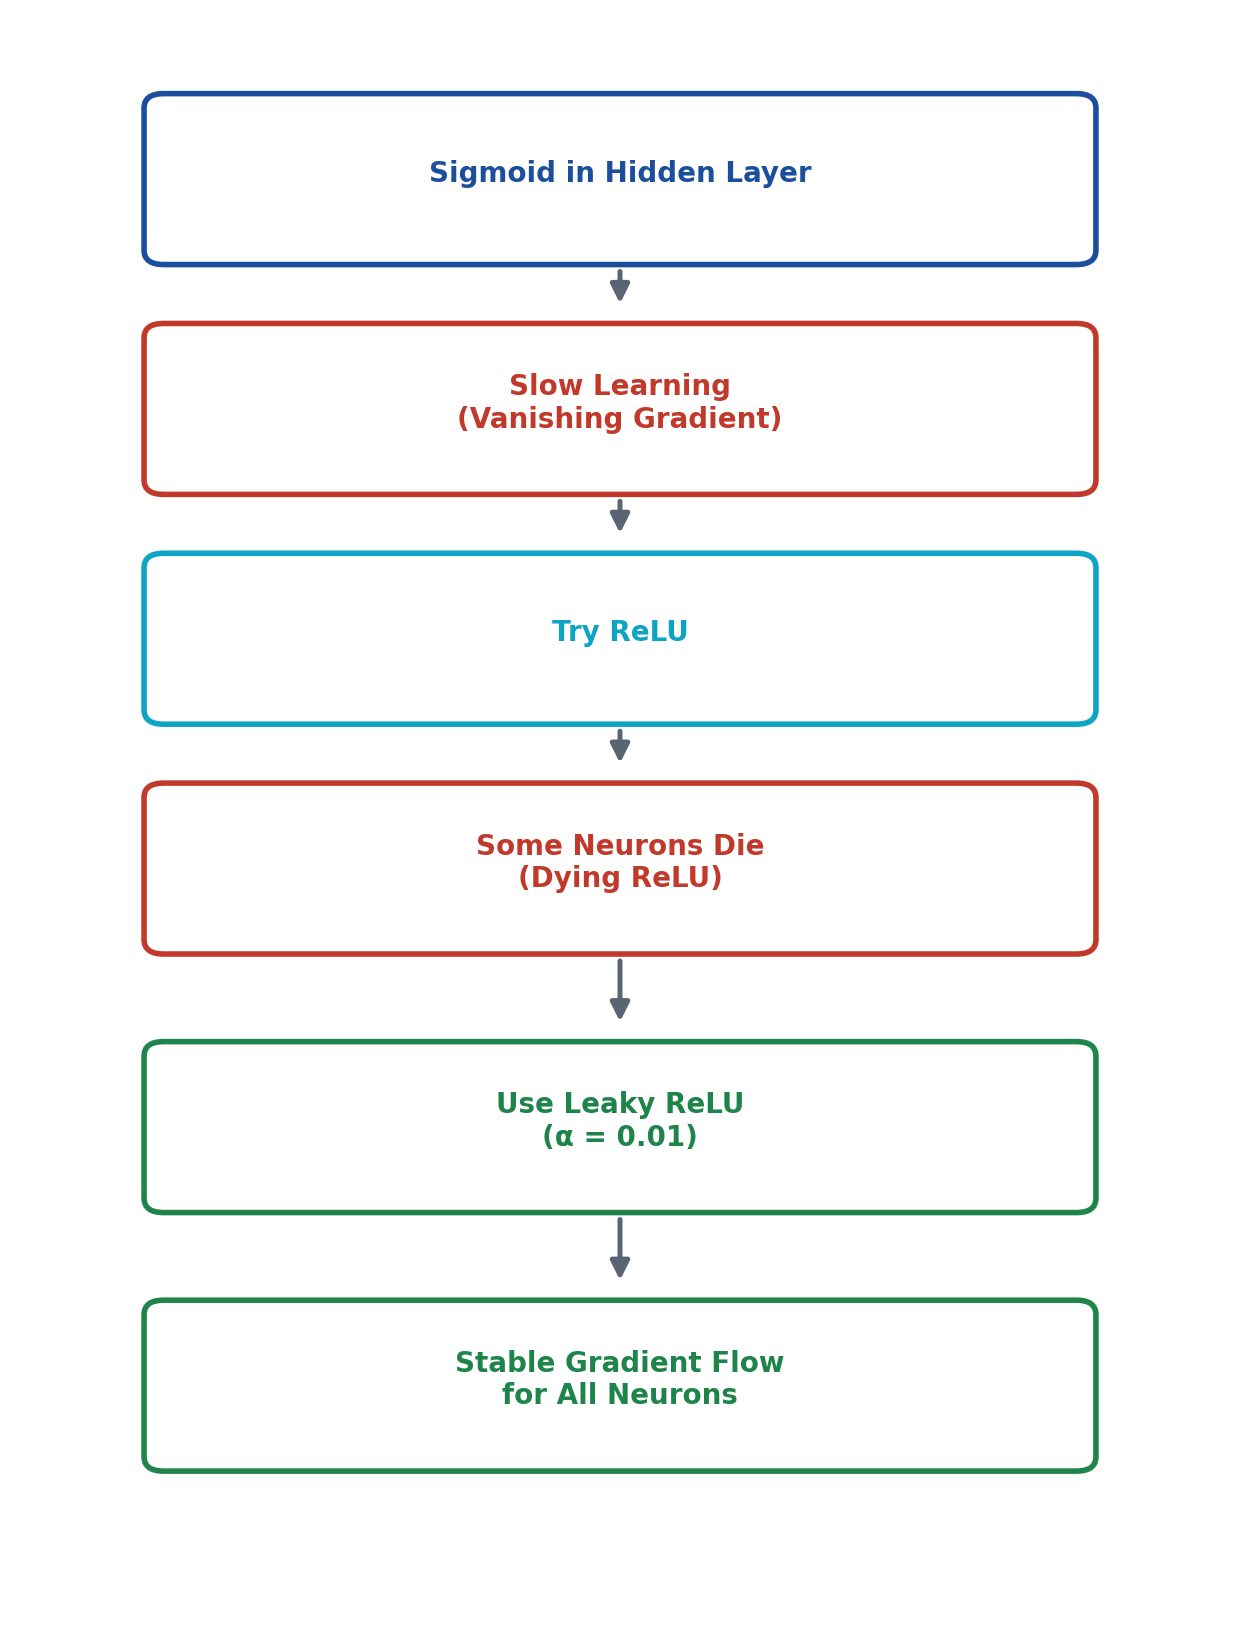 Sigmoid in Hidden Layer
Slow Learning
(Vanishing Gradient)
Try ReLU
Some Neurons Die
(Dying ReLU)
Use Leaky ReLU
(α = 0.01)
Stable Gradient Flow
for All Neurons